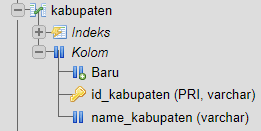 kabupaten
Indeks
Kolom
Baru
id_kabupaten (PRI, varchar)
name_kabupaten (varchar)